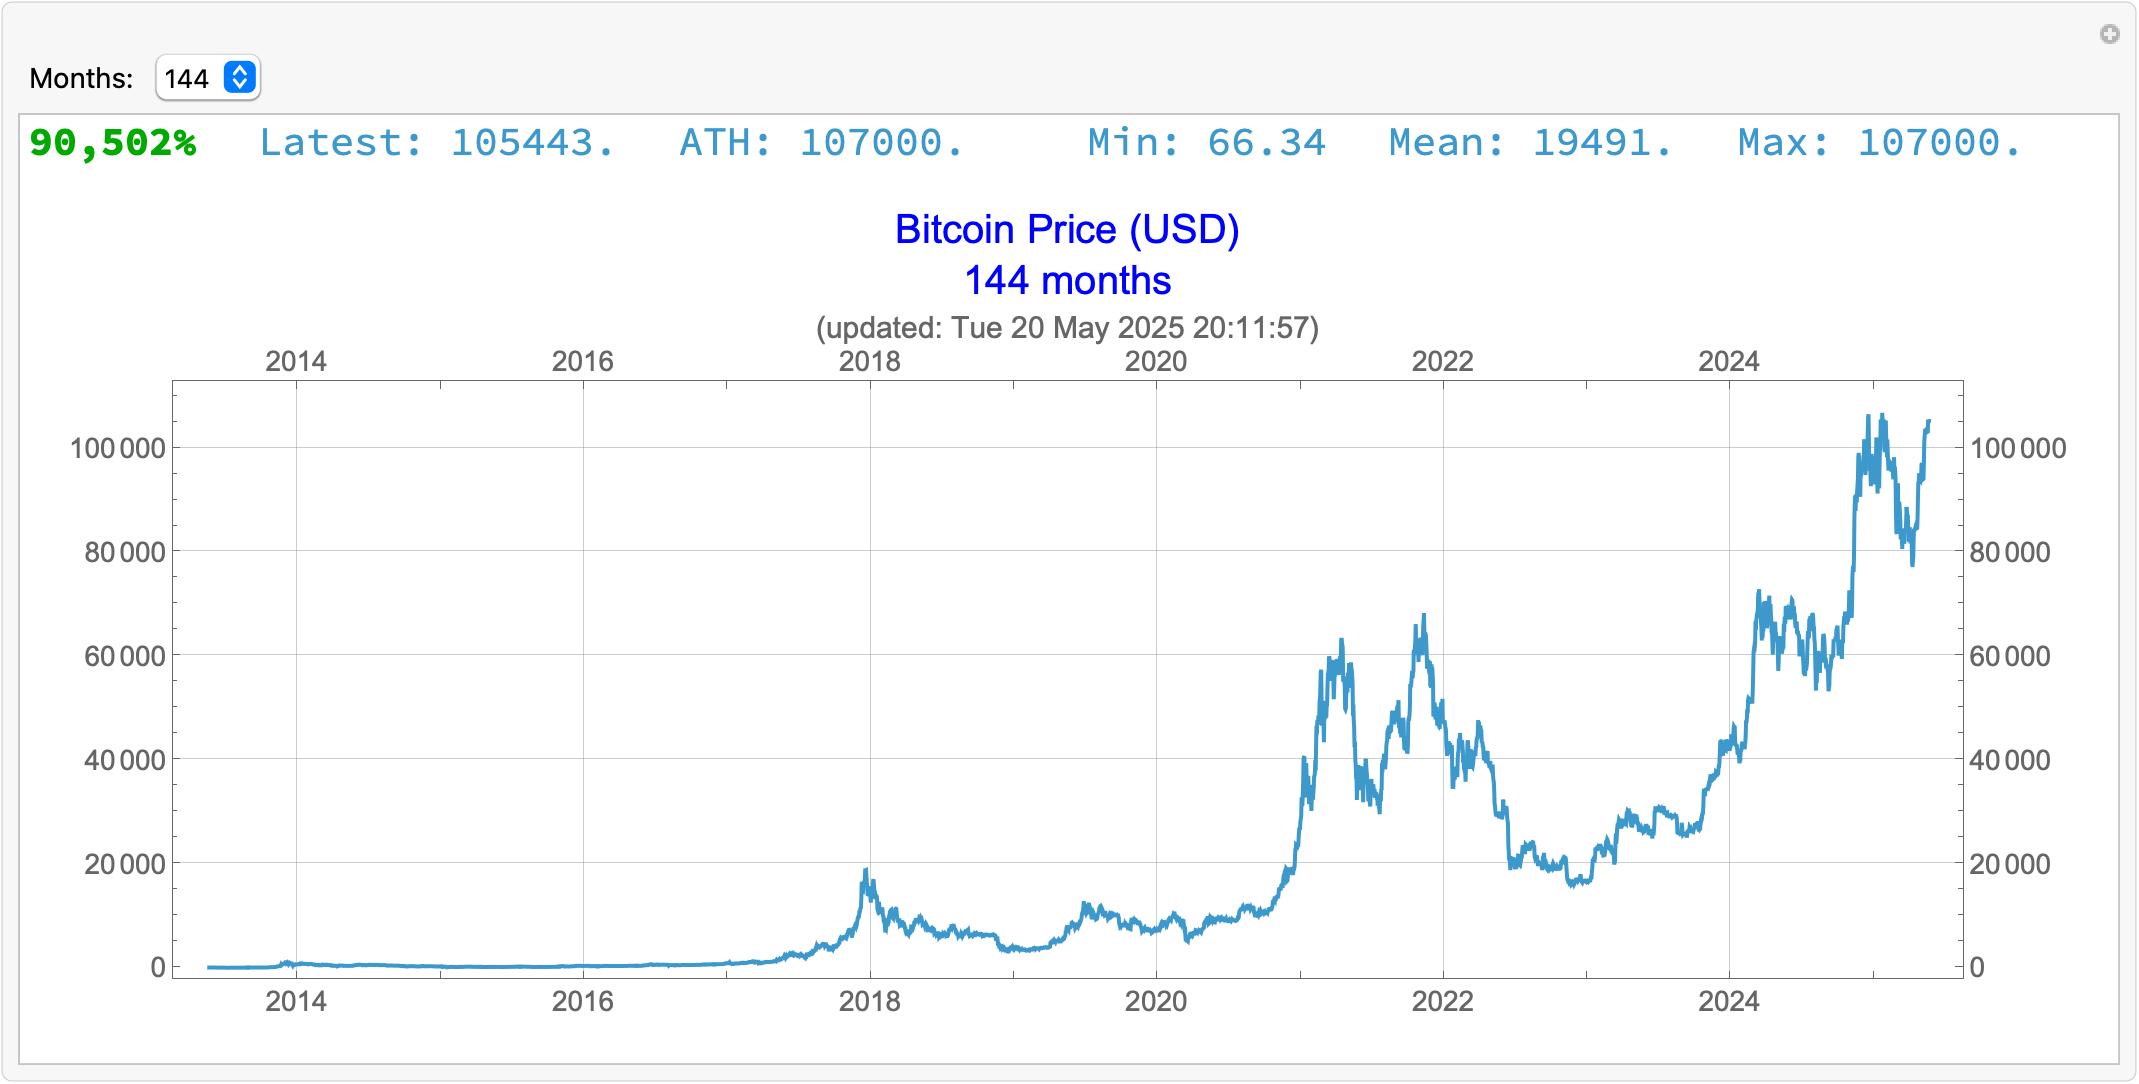 Months: 144
90,502% Latest: 105443. ATH: 107000. Min: 66.34 Mean: 19491. Max: 107000.
Bitcoin Price (USD)
144 months
(updated: Tue 20 May 2025 20:11:57)
2014 2016 2018 2020 2022 2024
100 000 100 000
80 000 80 000
60 000 60 000
40 000 40 000
20 000 20 000
0 0
2014 2016 2018 2020 2022 2024